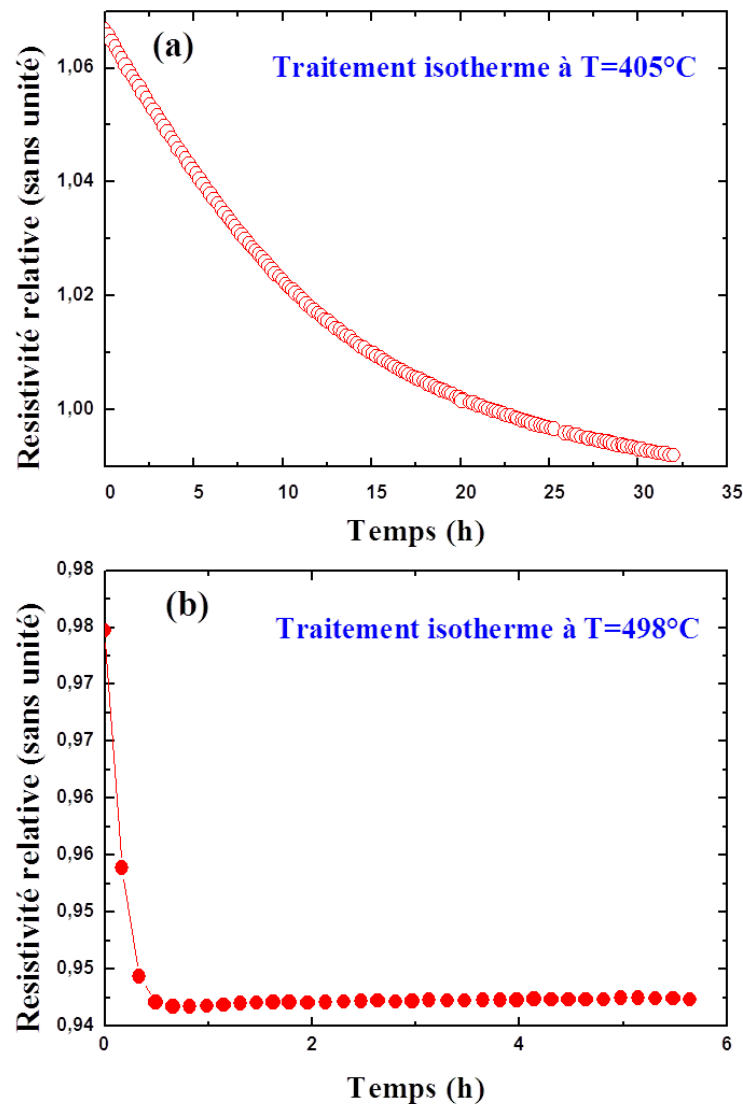 (a)
Traitement isotherme à T=405°C
Resistivité relative (sans unité)
1,06
1,04
1,02
1,00
0 5 10 15 20 25 30 35
Temps (h)
(b)
Traitement isotherme à T=498°C
Resistivité relative (sans unité)
0,98
0,98
0,97
0,97
0,96
0,96
0,95
0,95
0,94
0 2 4 6
Temps (h)